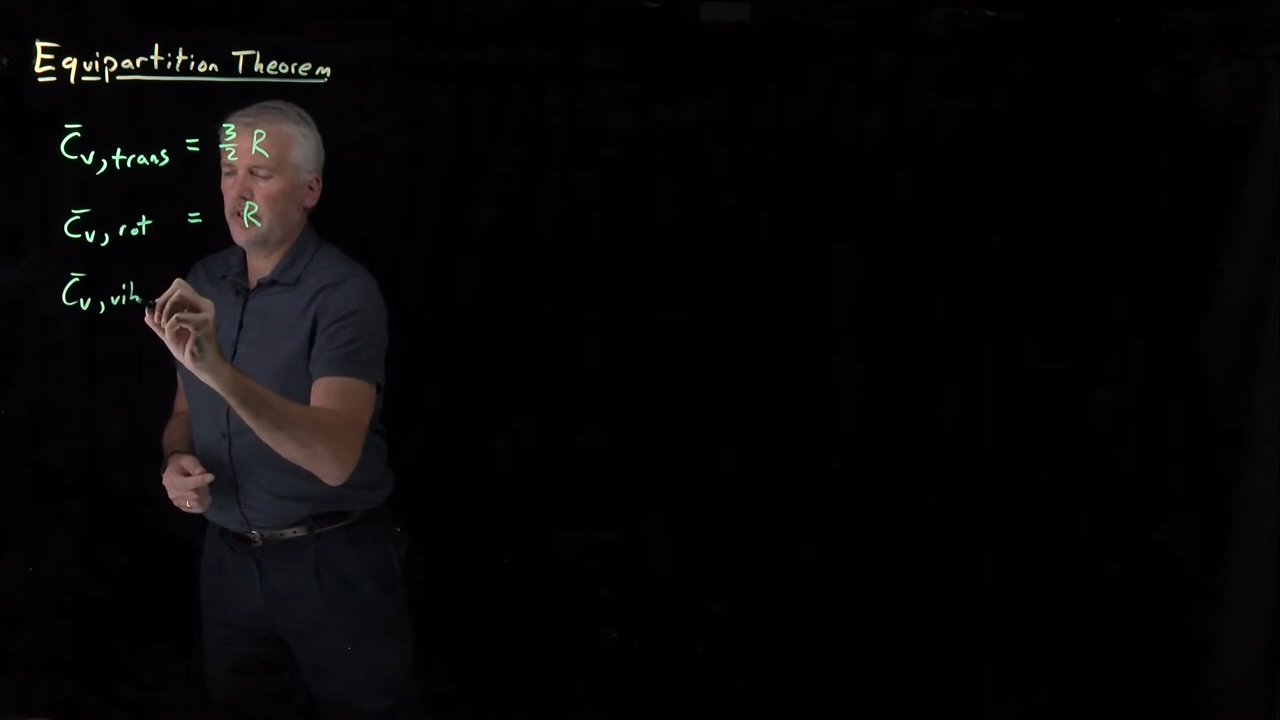 Equipartition Theorem
C̄v,trans = 3/2 R
C̄v,rot = R
C̄v,vib